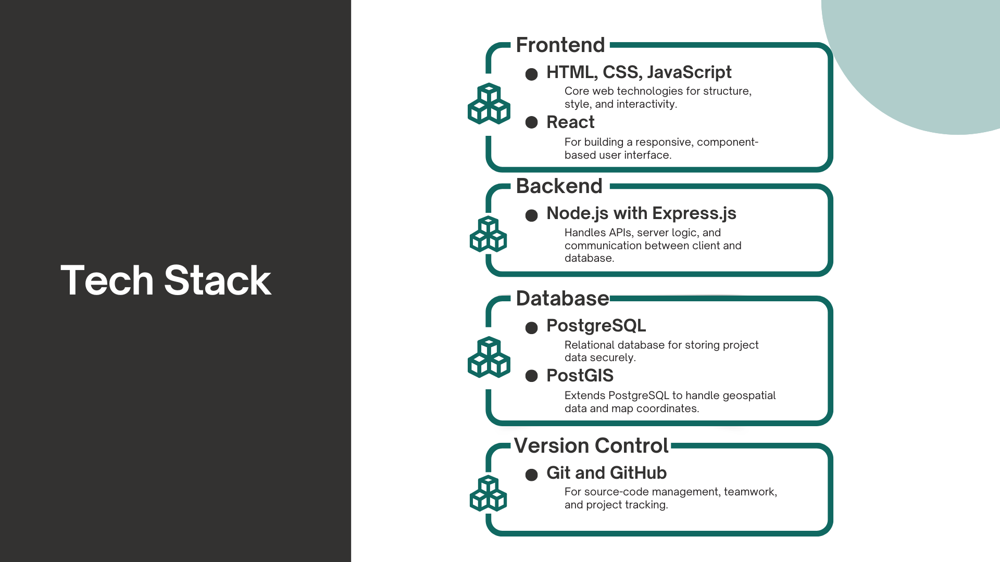 Tech Stack
Frontend
● HTML, CSS, JavaScript
Core web technologies for structure,
style, and interactivity.
● React
For building a responsive, component-
based user interface.
Backend
● Node.js with Express.js
Handles APIs, server logic, and
communication between client and
database.
Database
● PostgreSQL
Relational database for storing project
data securely.
● PostGIS
Extends PostgreSQL to handle geospatial
data and map coordinates.
Version Control
● Git and GitHub
For source-code management, teamwork,
and project tracking.